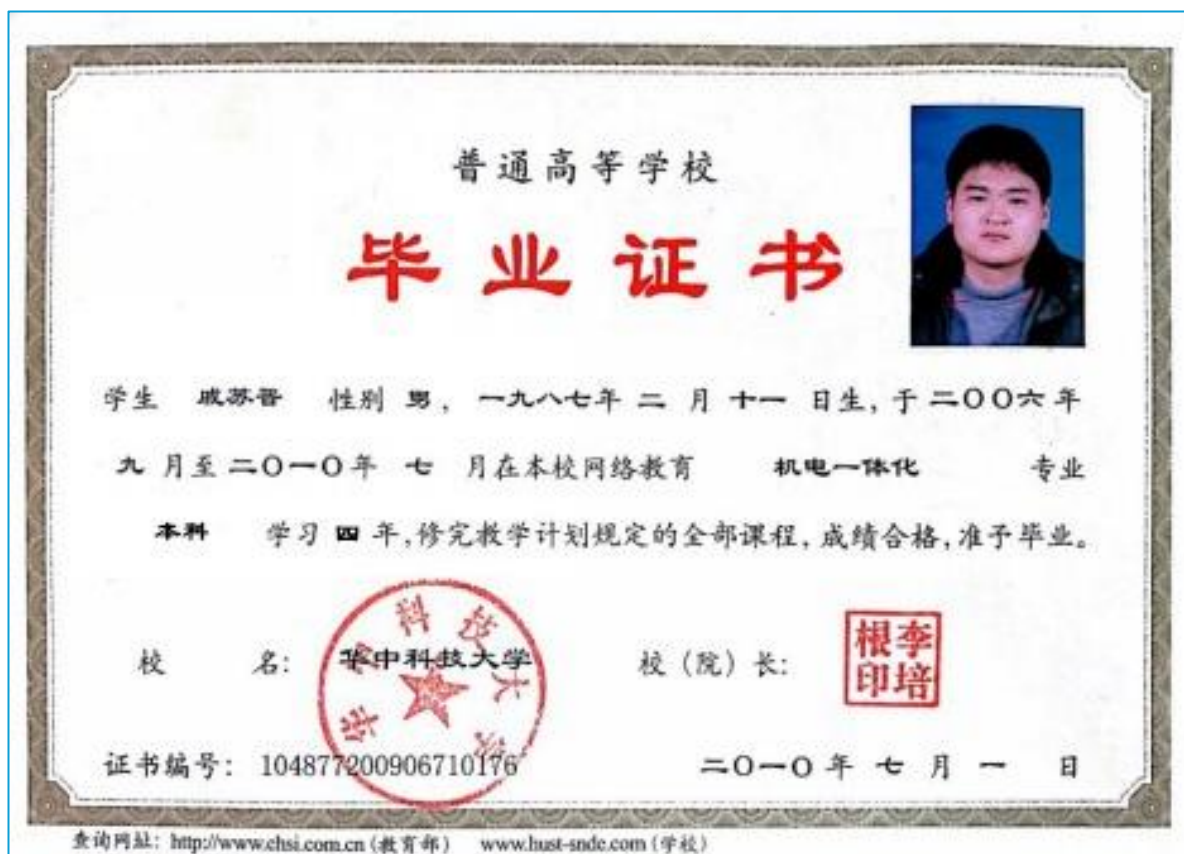 普通高等学校
毕业证书
学生 戚苏晋 性别 男，一九八七年 二 月 十一 日生，于 二〇〇六 年
九 月至 二〇一〇年 七 月在本校网络教育 机电一体化 专业
本科 学习 四 年，修完教学计划规定的全部课程，成绩合格，准予毕业。
校 名： 华中科技大学 校（院）长：
华中科技大学
李培根印
证书编号： 104877200906710176 二〇一〇 年 七 月 一 日
查询网址：http://www.chsi.com.cn（教育部） www.hust-snde.com（学校）